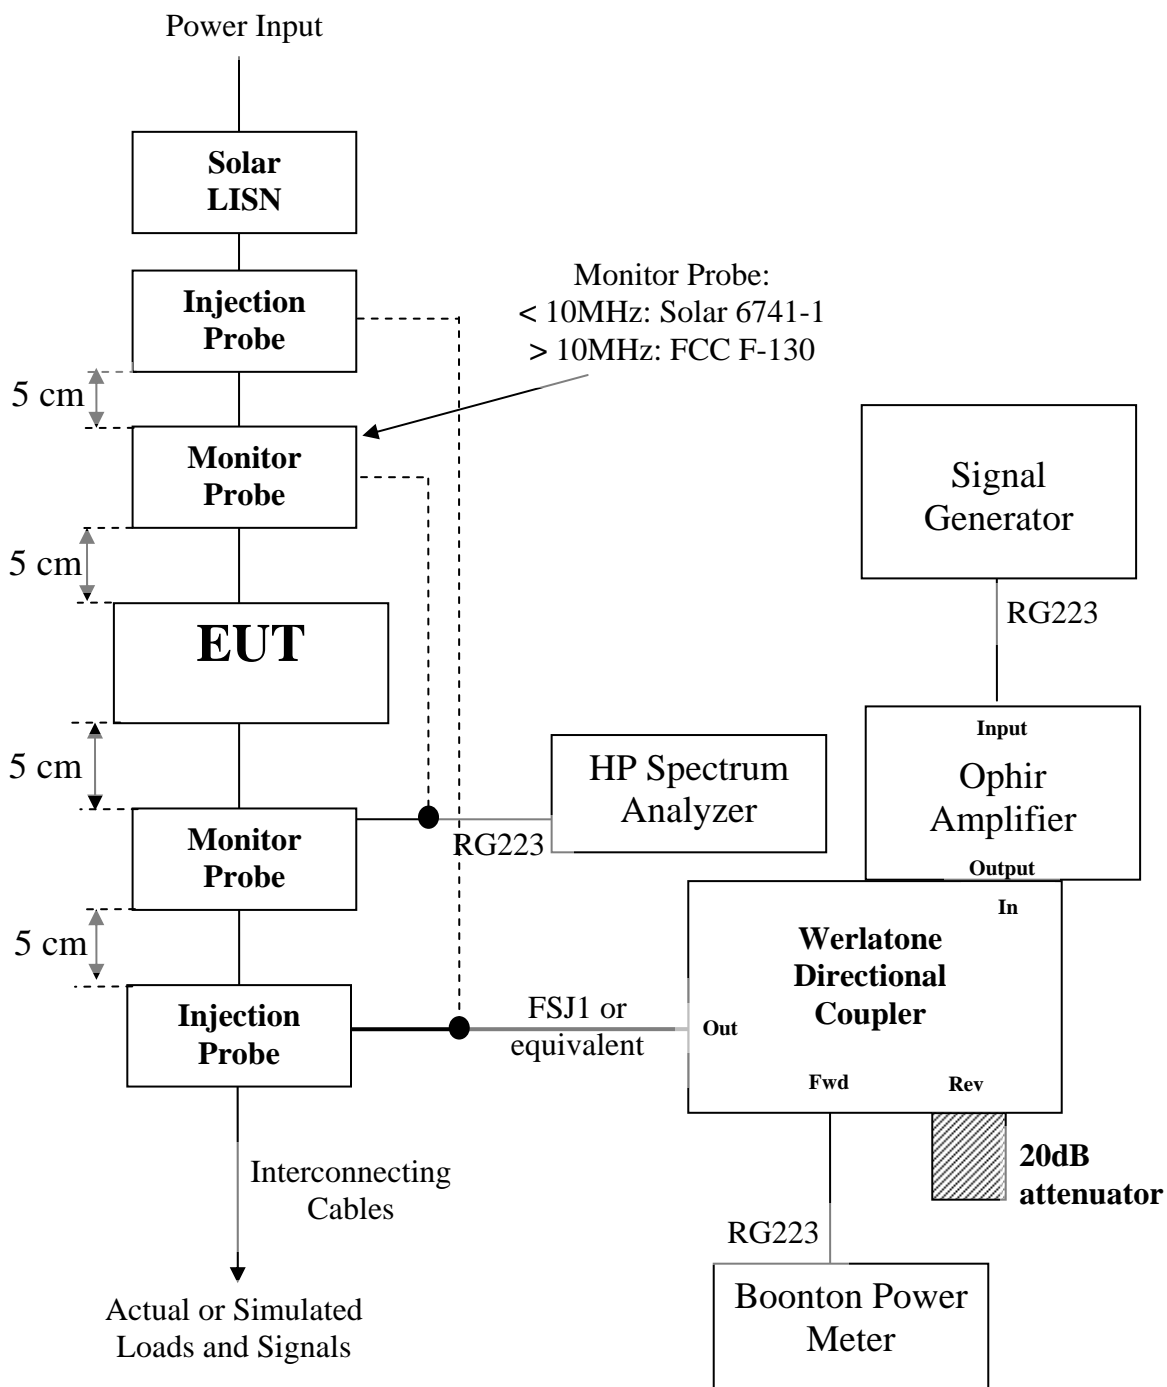 Power Input
Solar
LISN
Injection
Probe
Monitor Probe:
< 10MHz: Solar 6741-1
> 10MHz: FCC F-130
5 cm
Monitor
Probe
Signal
Generator
5 cm
RG223
EUT
Input
Ophir
Amplifier
Output
5 cm
HP Spectrum
Analyzer
RG223
Monitor
Probe
In
Werlatone
Directional
Coupler
Out
Fwd
Rev
5 cm
Injection
Probe
FSJ1 or
equivalent
20dB
attenuator
Interconnecting
Cables
RG223
Boonton Power
Meter
Actual or Simulated
Loads and Signals